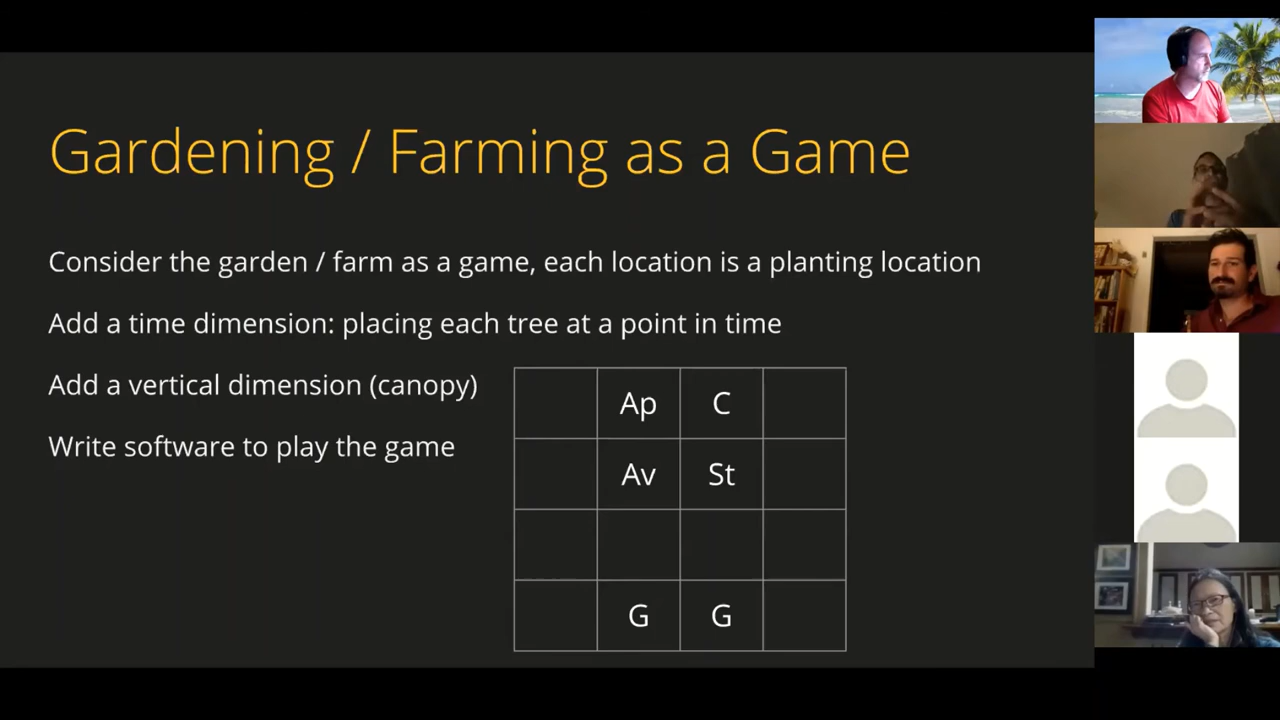 Gardening / Farming as a Game
Consider the garden / farm as a game, each location is a planting location
Add a time dimension: placing each tree at a point in time
Add a vertical dimension (canopy)
Write software to play the game
Ap C
Av St
G G